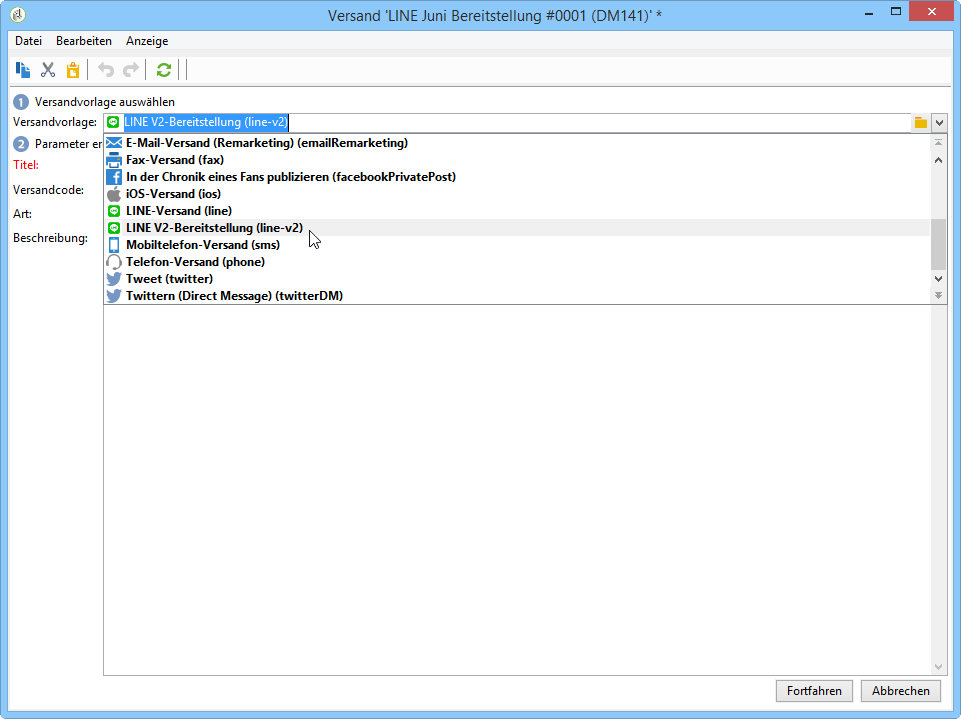 Versand 'LINE Juni Bereitstellung #0001 (DM141)' *
Datei Bearbeiten Anzeige
1 Versandvorlage auswählen
Versandvorlage: LINE V2-Bereitstellung (line-v2)
2 Parameter er
E-Mail-Versand (Remarketing) (emailRemarketing)
Fax-Versand (fax)
Titel:
In der Chronik eines Fans publizieren (facebookPrivatePost)
Versandcode:
iOS-Versand (ios)
LINE-Versand (line)
Art:
LINE V2-Bereitstellung (line-v2)
Beschreibung:
Mobiltelefon-Versand (sms)
Telefon-Versand (phone)
Tweet (twitter)
Twittern (Direct Message) (twitterDM)
Fortfahren Abbrechen